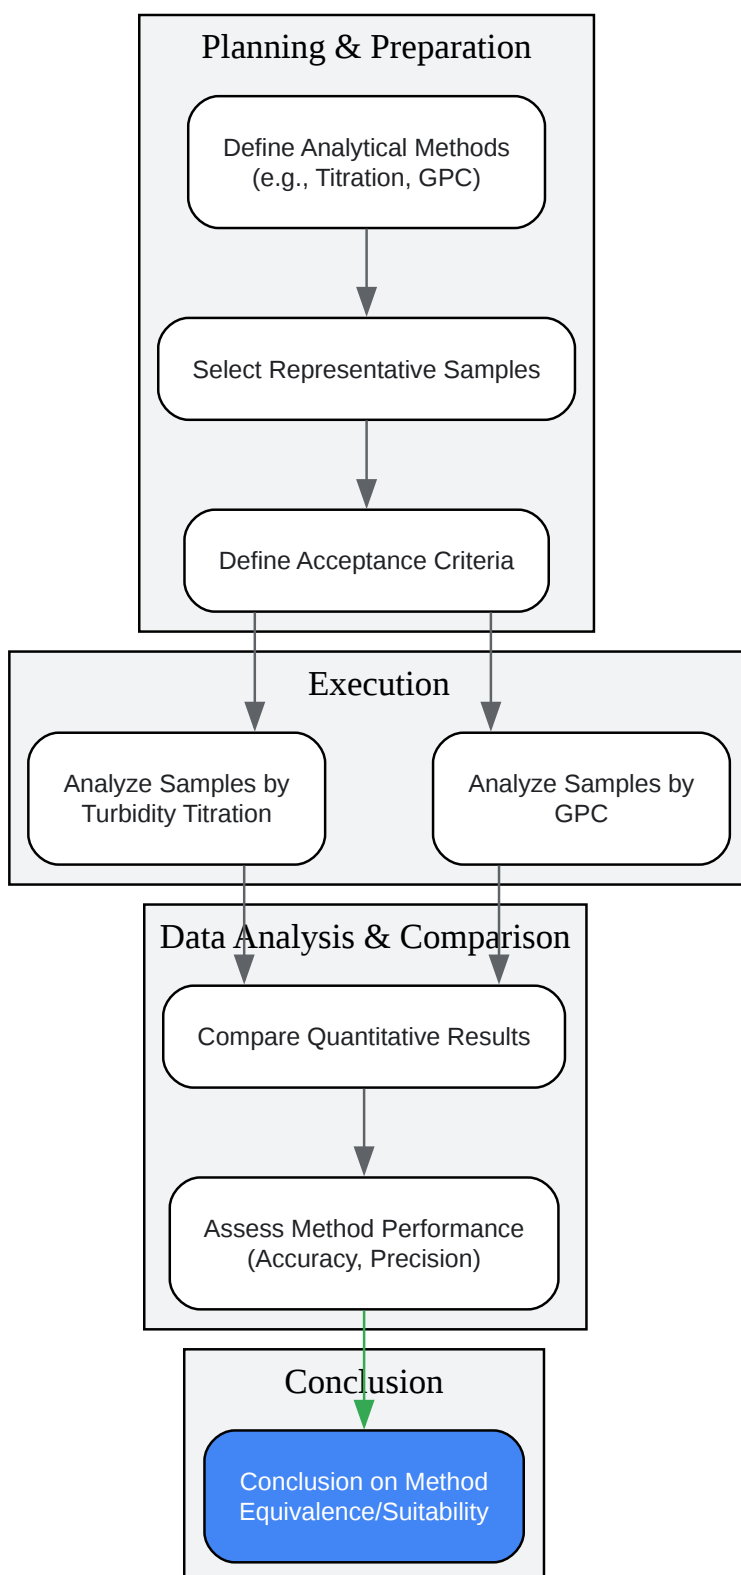 Planning & Preparation
Define Analytical Methods
(e.g., Titration, GPC)
Select Representative Samples
Define Acceptance Criteria
Execution
Analyze Samples by
Turbidity Titration
Analyze Samples by
GPC
Data Analysis & Comparison
Compare Quantitative Results
Assess Method Performance
(Accuracy, Precision)
Conclusion
Conclusion on Method
Equivalence/Suitability